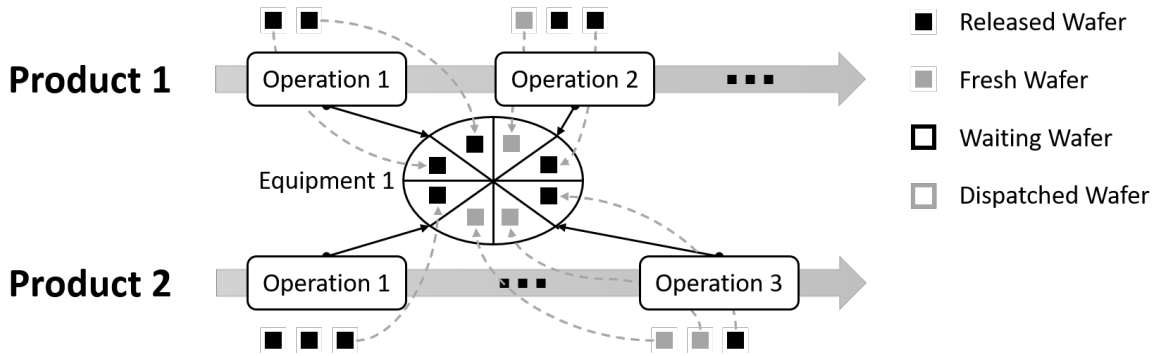 Product 1
Operation 1
Operation 2
Equipment 1
Product 2
Operation 1
Operation 3
Released Wafer
Fresh Wafer
Waiting Wafer
Dispatched Wafer